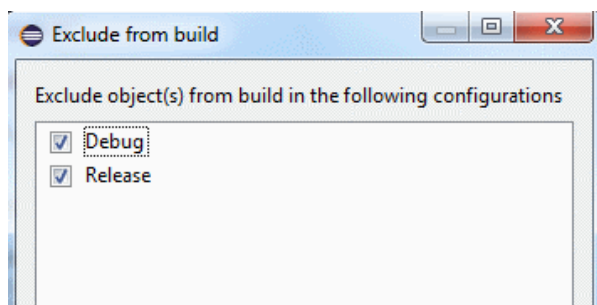 Exclude from build
Exclude object(s) from build in the following configurations
Debug
Release